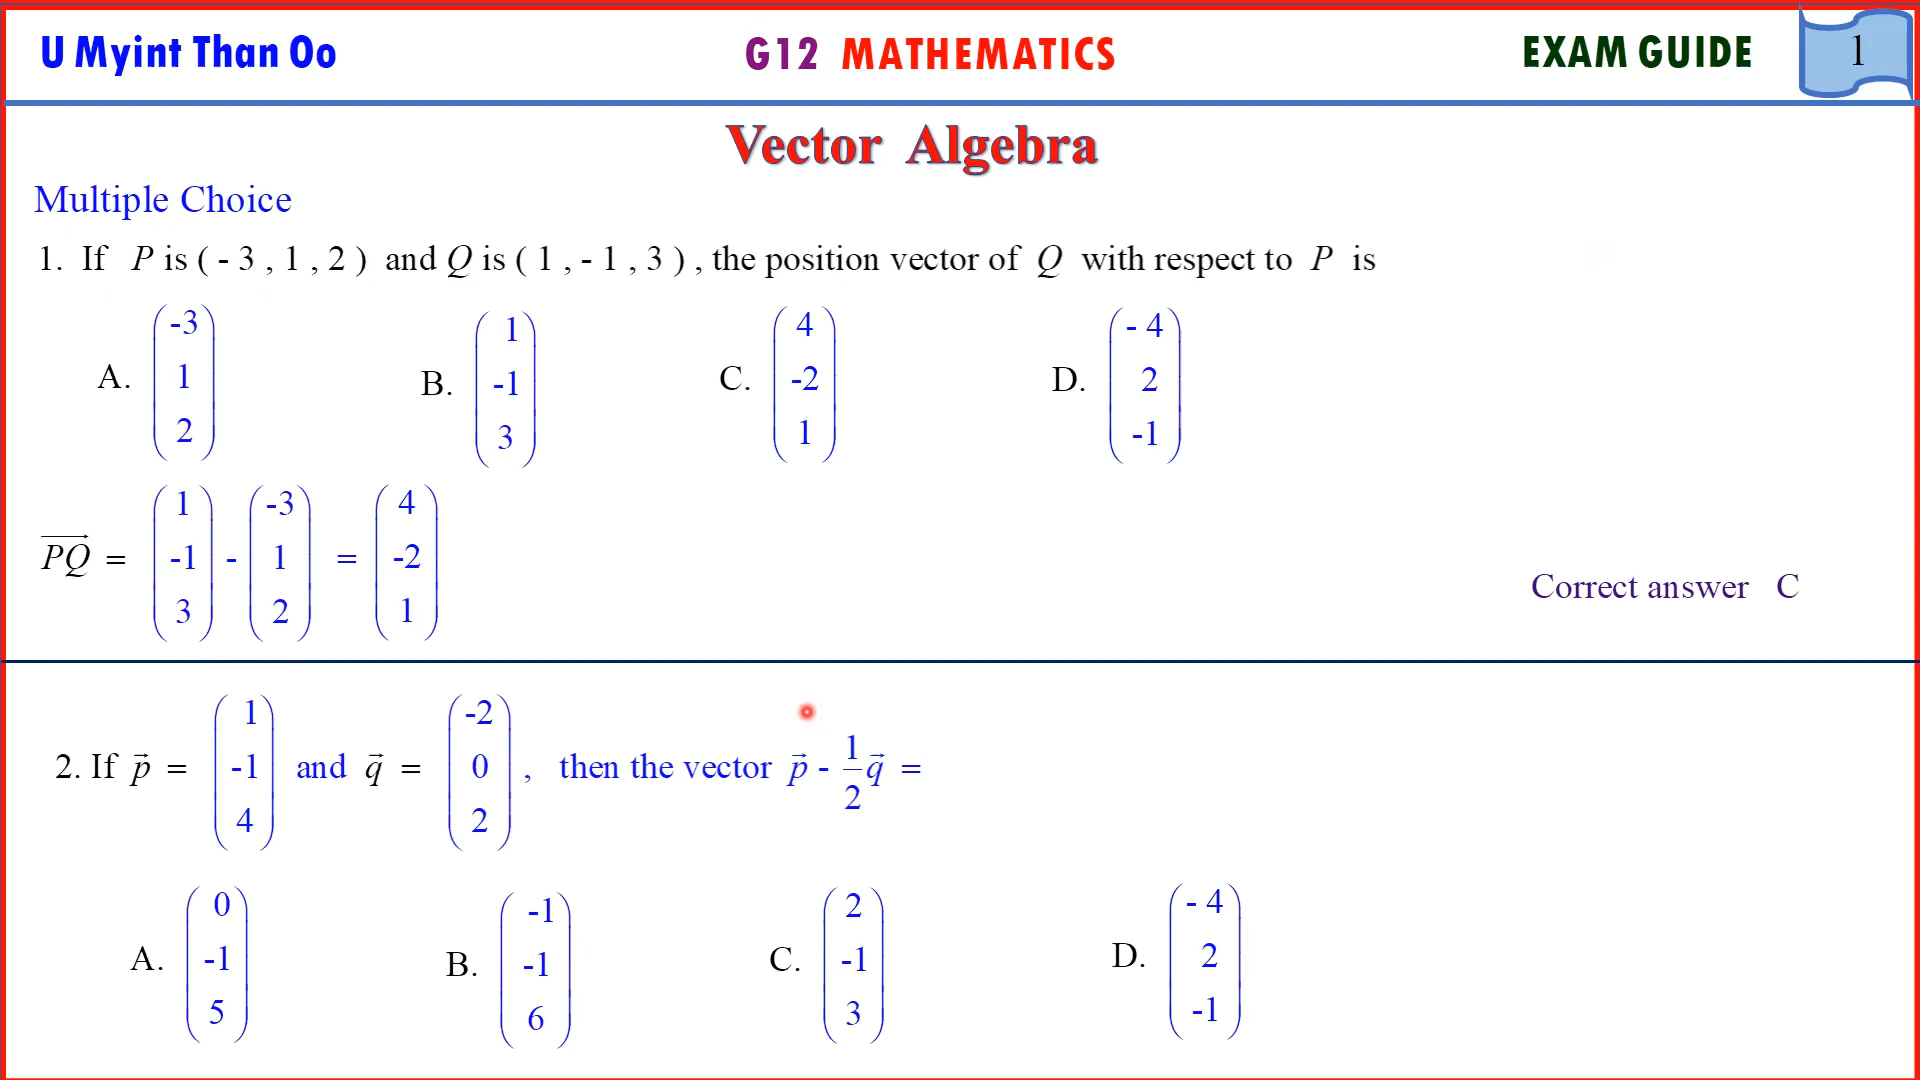 U Myint Than Oo G12 MATHEMATICS EXAM GUIDE 1
Vector Algebra
Multiple Choice
1. If P is ( - 3 , 1 , 2 ) and Q is ( 1 , - 1 , 3 ) , the position vector of Q with respect to P is
A. (-3 1 2) B. (1 -1 3) C. (4 -2 1) D. (- 4 2 -1)
PQ⃗ = (1 -1 3) - (-3 1 2) = (4 -2 1)
Correct answer C
2. If p⃗ = (1 -1 4) and q⃗ = (-2 0 2) , then the vector p⃗ - 1/2 q⃗ =
A. (0 -1 5) B. (-1 -1 6) C. (2 -1 3) D. (- 4 2 -1)